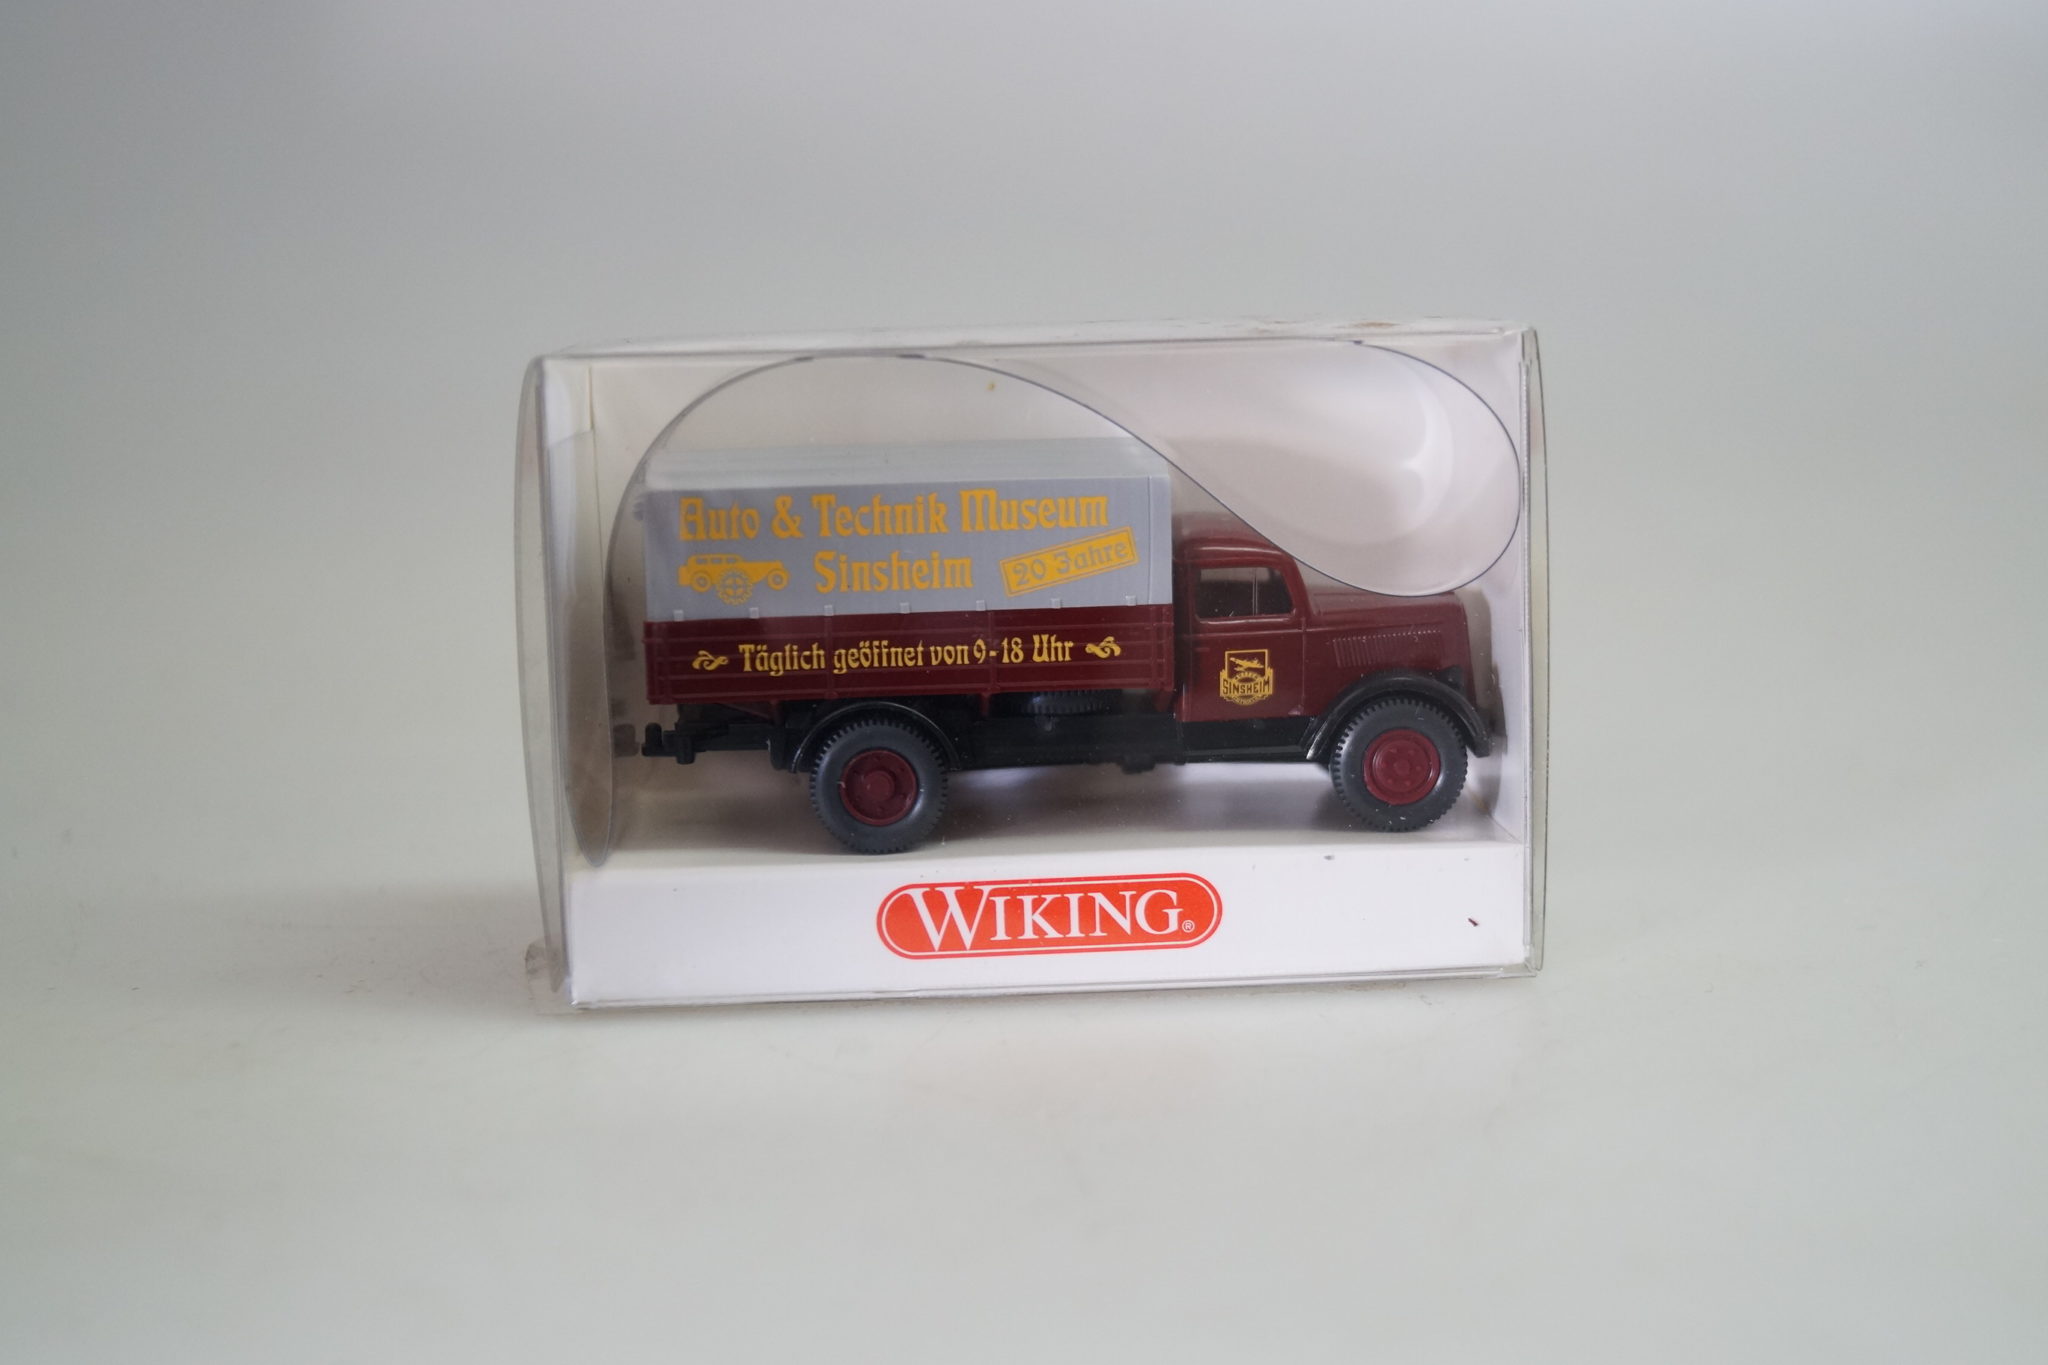 Auto & Technik Museum
Sinsheim
20 Jahre
Täglich geöffnet von 9-18 Uhr
SINSHEIM
WIKING®